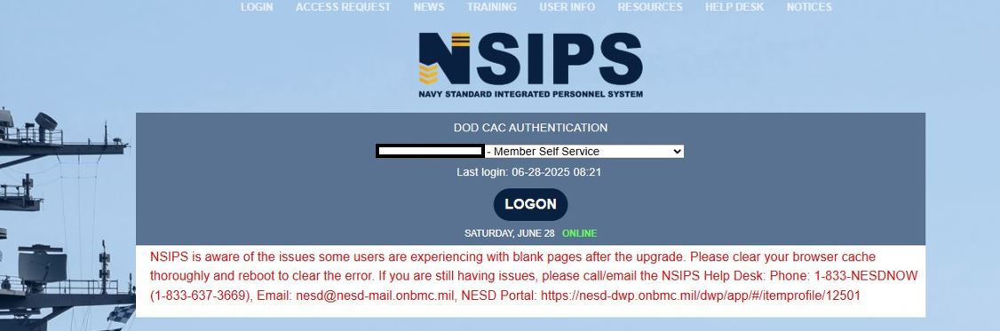 LOGIN ACCESS REQUEST NEWS TRAINING USER INFO RESOURCES HELP DESK NOTICES
NSIPS
NAVY STANDARD INTEGRATED PERSONNEL SYSTEM
DOD CAC AUTHENTICATION
- Member Self Service
Last login: 06-28-2025 08:21
LOGON
SATURDAY, JUNE 28 ONLINE
NSIPS is aware of the issues some users are experiencing with blank pages after the upgrade. Please clear your browser cache
thoroughly and reboot to clear the error. If you are still having issues, please call/email the NSIPS Help Desk: Phone: 1-833-NESDNOW
(1-833-637-3669), Email: nesd@nesd-mail.onbmc.mil, NESD Portal: https://nesd-dwp.onbmc.mil/dwp/app/#/itemprofile/12501